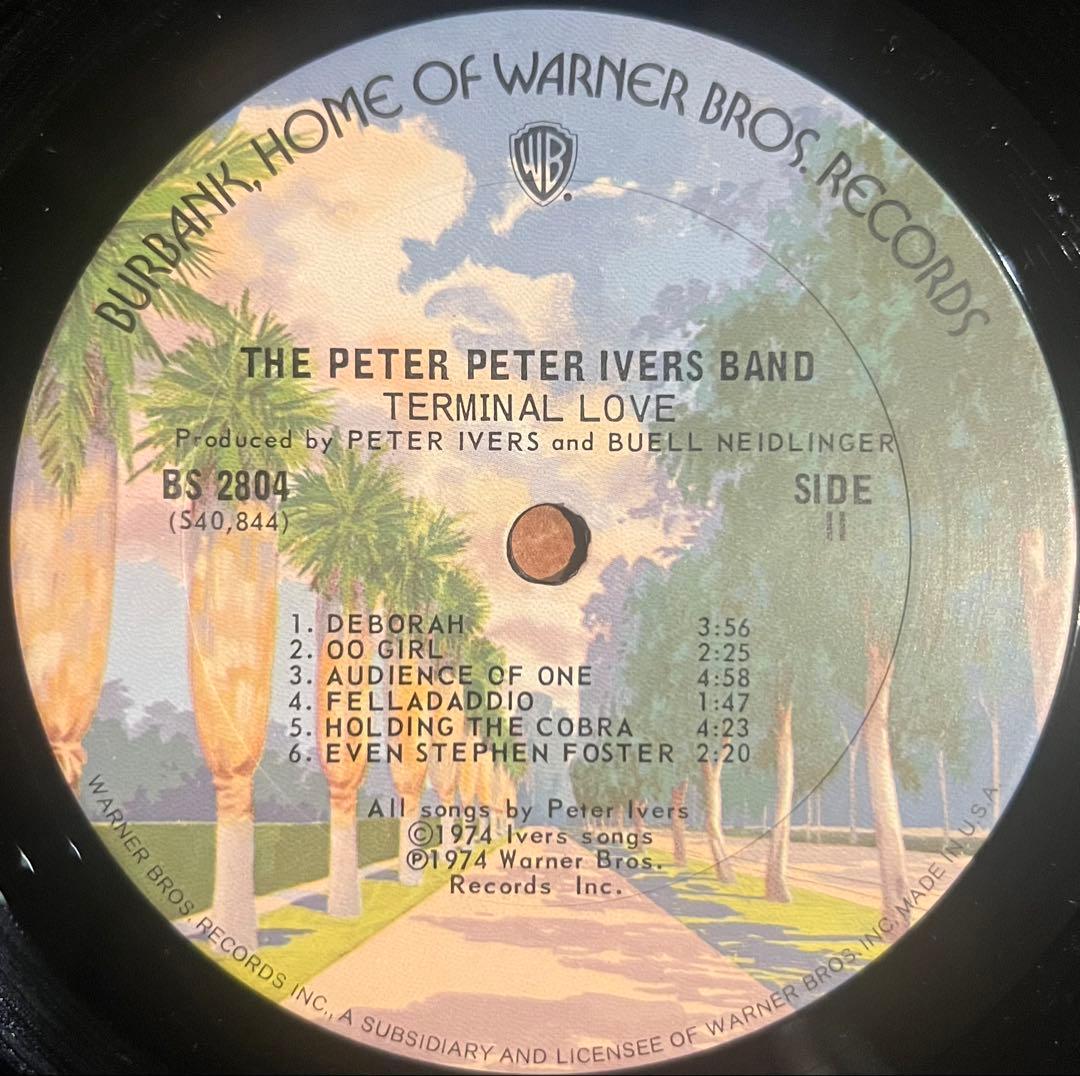 BURBANK, HOME OF WARNER BROS. RECORDS
WB
THE PETER PETER IVERS BAND
TERMINAL LOVE
Produced by PETER IVERS and BUELL NEIDLINGER
BS 2804
(S40,844)
SIDE
II
1. DEBORAH 3:56
2. OO GIRL 2:25
3. AUDIENCE OF ONE 4:58
4. FELLADADDIO 1:47
5. HOLDING THE COBRA 4:23
6. EVEN STEPHEN FOSTER 2:20
All songs by Peter Ivers
©1974 Ivers songs
℗1974 Warner Bros.
Records Inc.
WARNER BROS. RECORDS INC., A SUBSIDIARY AND LICENSEE OF WARNER BROS. INC. MADE IN U.S.A.